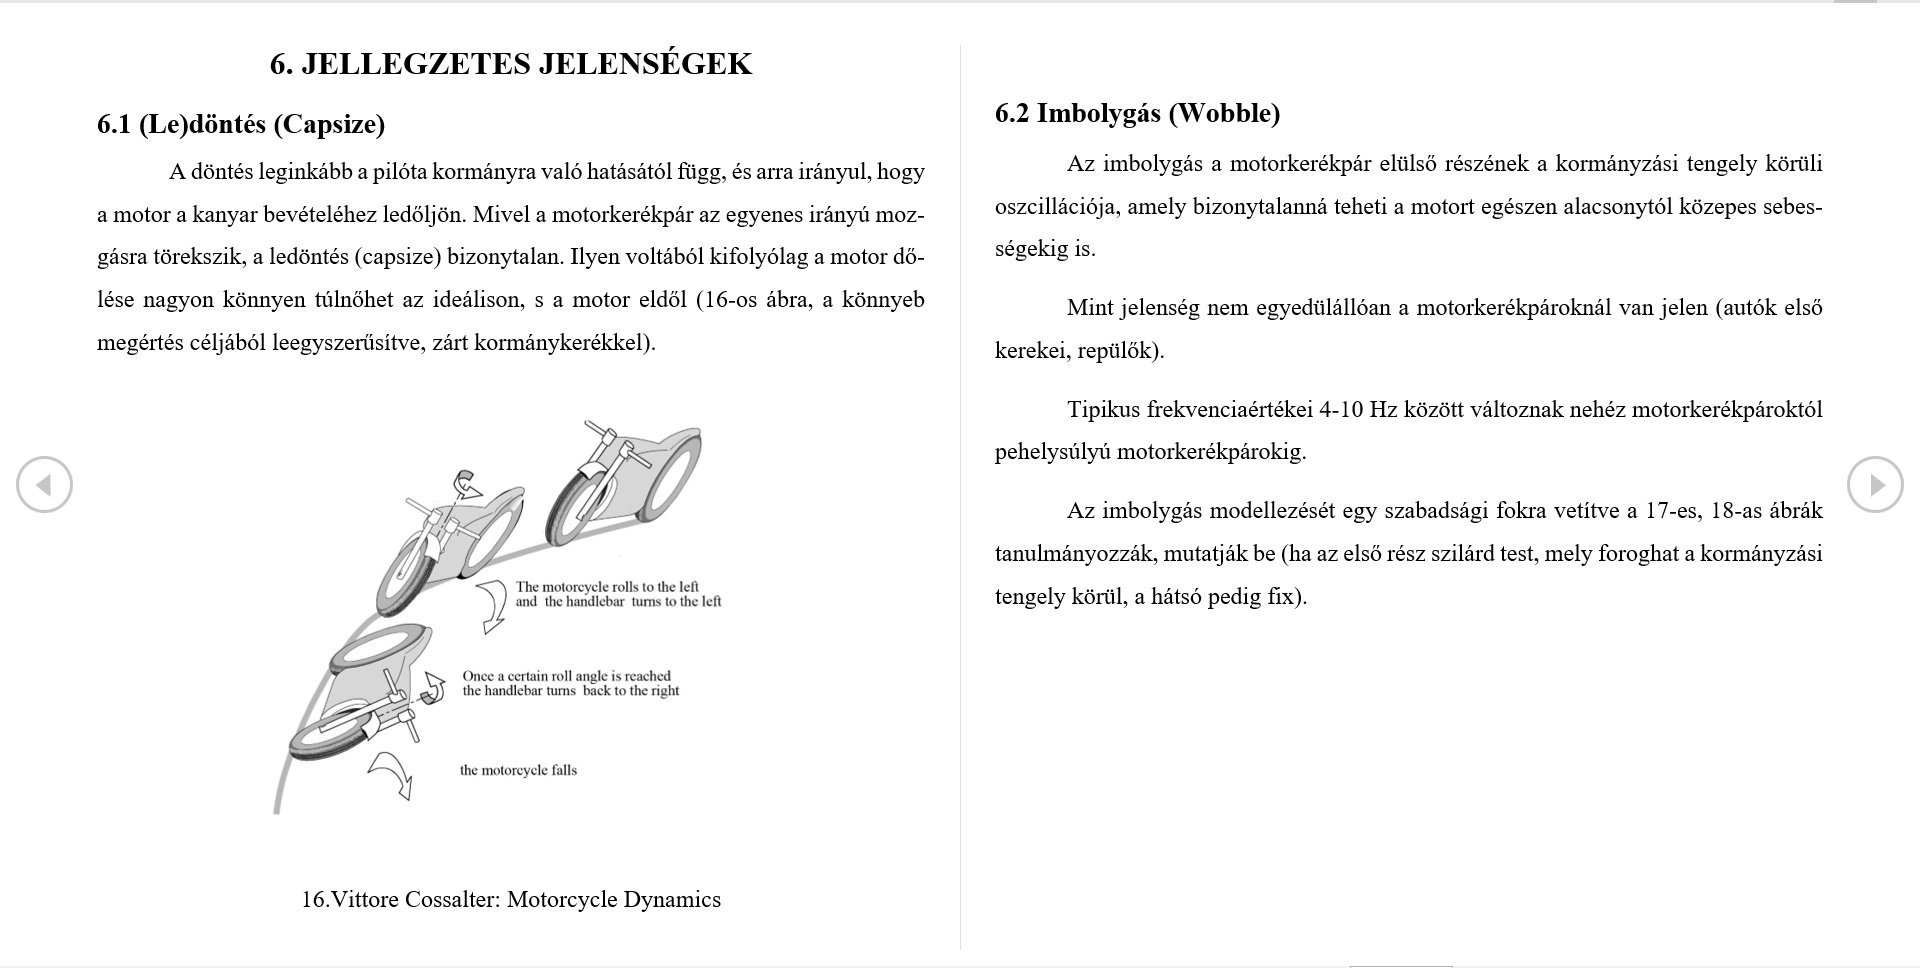 6. JELLEGZETES JELENSÉGEK
6.1 (Le)döntés (Capsize)
A döntés leginkább a pilóta kormányra való hatásától függ, és arra irányul, hogy
a motor a kanyar bevételéhez ledőljön. Mivel a motorkerékpár az egyenes irányú moz-
gásra törekszik, a ledöntés (capsize) bizonytalan. Ilyen voltából kifolyólag a motor dő-
lése nagyon könnyen túlnőhet az ideálison, s a motor eldől (16-os ábra, a könnyeb
megértés céljából leegyszerűsítve, zárt kormánykerékkel).
The motorcycle rolls to the left
and the handlebar turns to the left
Once a certain roll angle is reached
the handlebar turns back to the right
the motorcycle falls
16.Vittore Cossalter: Motorcycle Dynamics
6.2 Imbolygás (Wobble)
Az imbolygás a motorkerékpár elülső részének a kormányzási tengely körüli
oszcillációja, amely bizonytalanná teheti a motort egészen alacsonytól közepes sebes-
ségekig is.
Mint jelenség nem egyedülállóan a motorkerékpároknál van jelen (autók első
kerekei, repülők).
Tipikus frekvenciaértékei 4-10 Hz között változnak nehéz motorkerékpároktól
pehelysúlyú motorkerékpárokig.
Az imbolygás modellezését egy szabadsági fokra vetítve a 17-es, 18-as ábrák
tanulmányozzák, mutatják be (ha az első rész szilárd test, mely foroghat a kormányzási
tengely körül, a hátsó pedig fix).